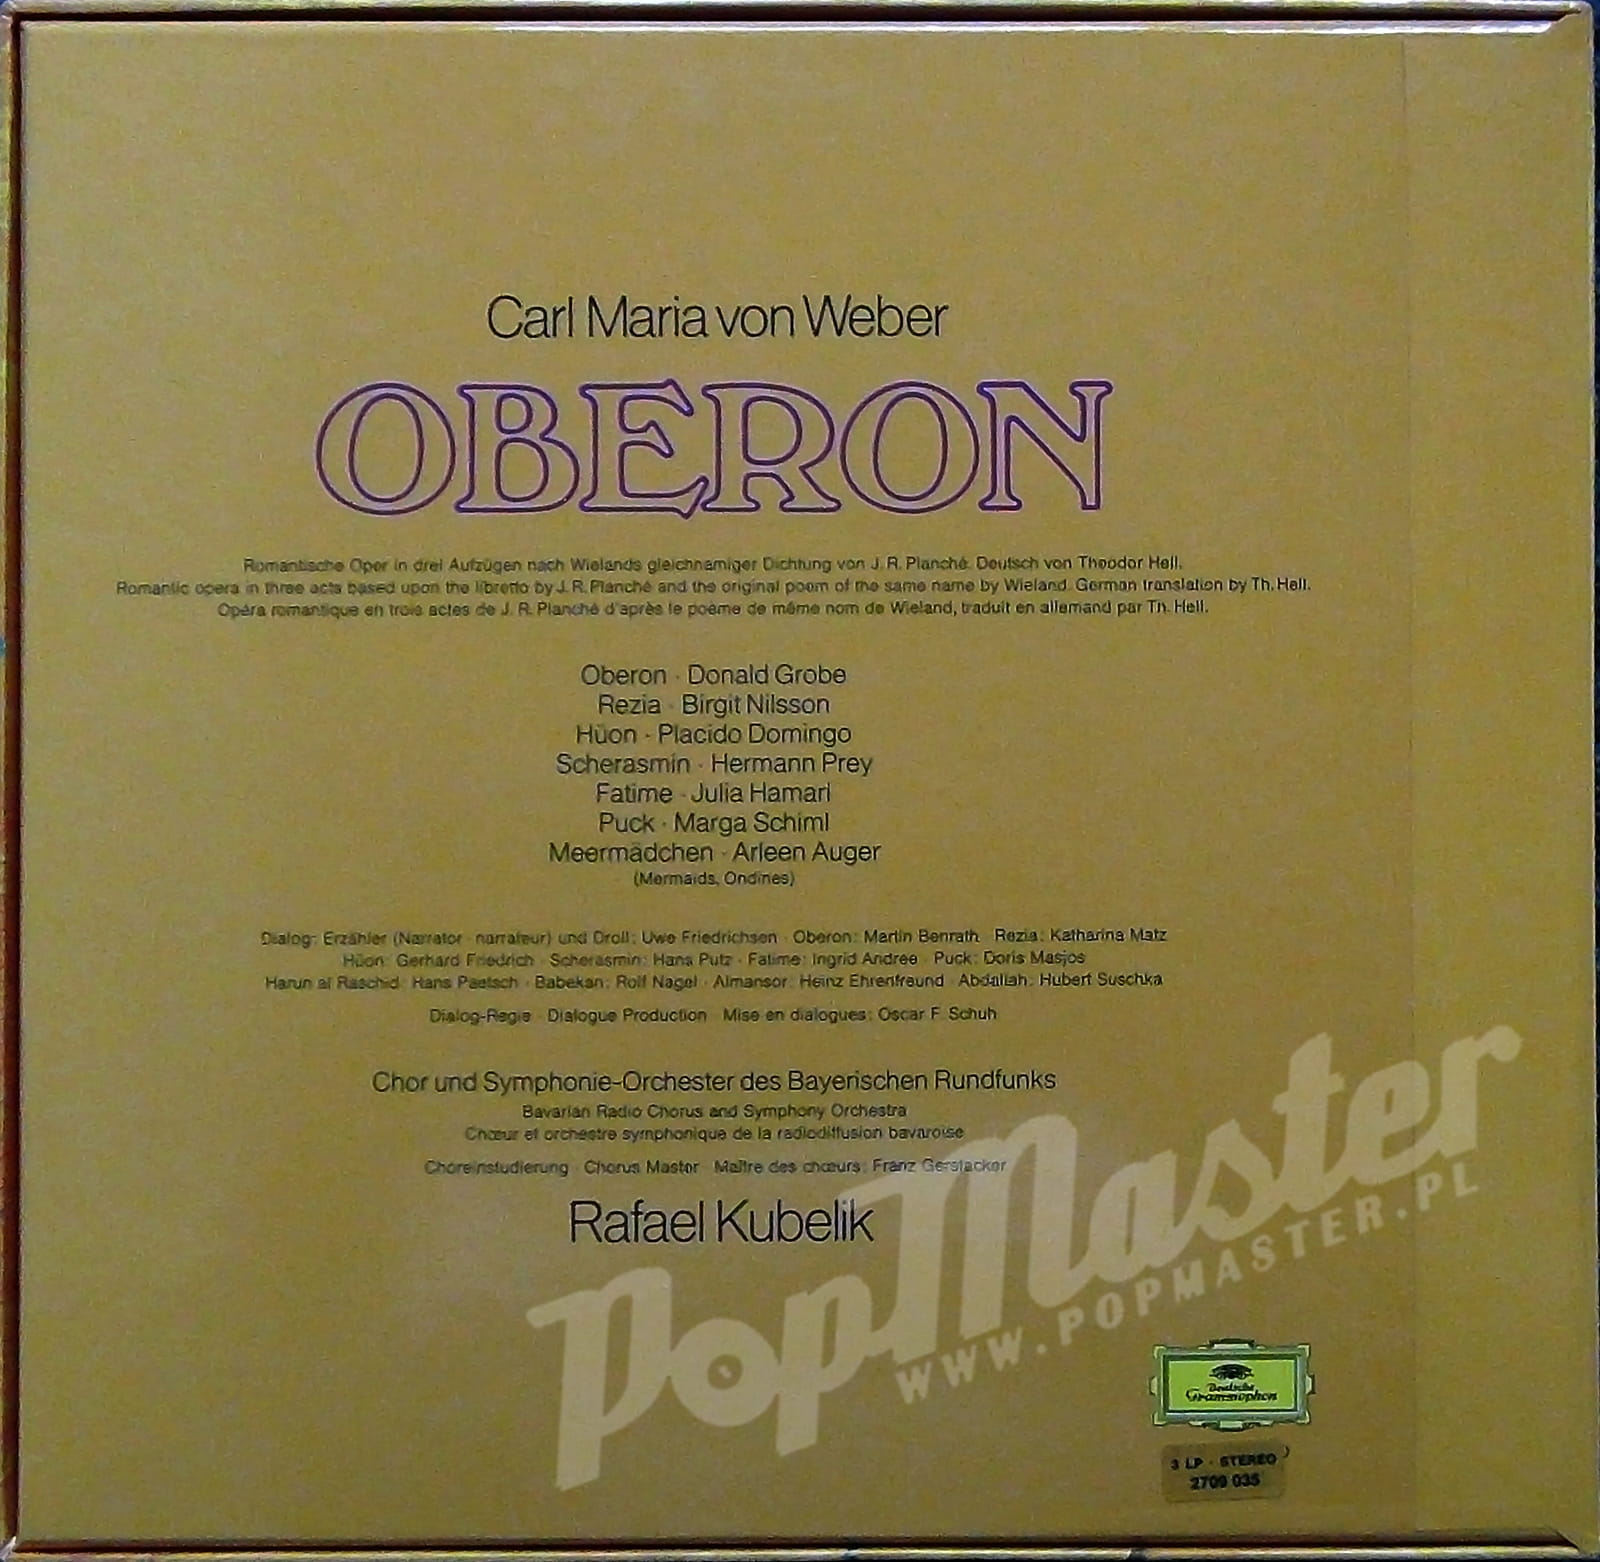 Carl Maria von Weber
OBERON
Romantische Oper in drei Aufzügen nach Wielands gleichnamiger Dichtung von J. R. Planché. Deutsch von Theodor Hell.
Romantic opera in three acts based upon the libretto by J. R. Planché and the original poem of the same name by Wieland. German translation by Th. Hell.
Opéra romantique en trois actes de J. R. Planché d'après le poème de même nom de Wieland, traduit en allemand par Th. Hell.
Oberon · Donald Grobe
Rezia · Birgit Nilsson
Hüon · Placido Domingo
Scherasmin · Hermann Prey
Fatime · Julia Hamari
Puck · Marga Schiml
Meermädchen · Arleen Auger
(Mermaids, Ondines)
Dialog: Erzähler (Narrator · narrateur) und Droll: Uwe Friedrichsen · Oberon: Martin Benrath · Rezia: Katharina Matz
Hüon: Gerhard Friedrich · Scherasmin: Hans Putz · Fatime: Ingrid Andree · Puck: Doris Masjos
Harun al Raschid: Hans Paetsch · Babekan: Rolf Nagel · Almansor: Heinz Ehrenfreund · Abdallah: Hubert Suschka
Dialog-Regie · Dialogue Production · Mise en dialogues: Oscar F. Schuh
Chor und Symphonie-Orchester des Bayerischen Rundfunks
Bavarian Radio Chorus and Symphony Orchestra
Chœur et orchestre symphonique de la radiodiffusion bavaroise
Choreinstudierung · Chorus Master · Maître des chœurs: Franz Gerstacker
Rafael Kubelik
PopMaster
WWW.POPMASTER.PL
Deutsche
Grammophon
3 LP · STEREO
2709 035